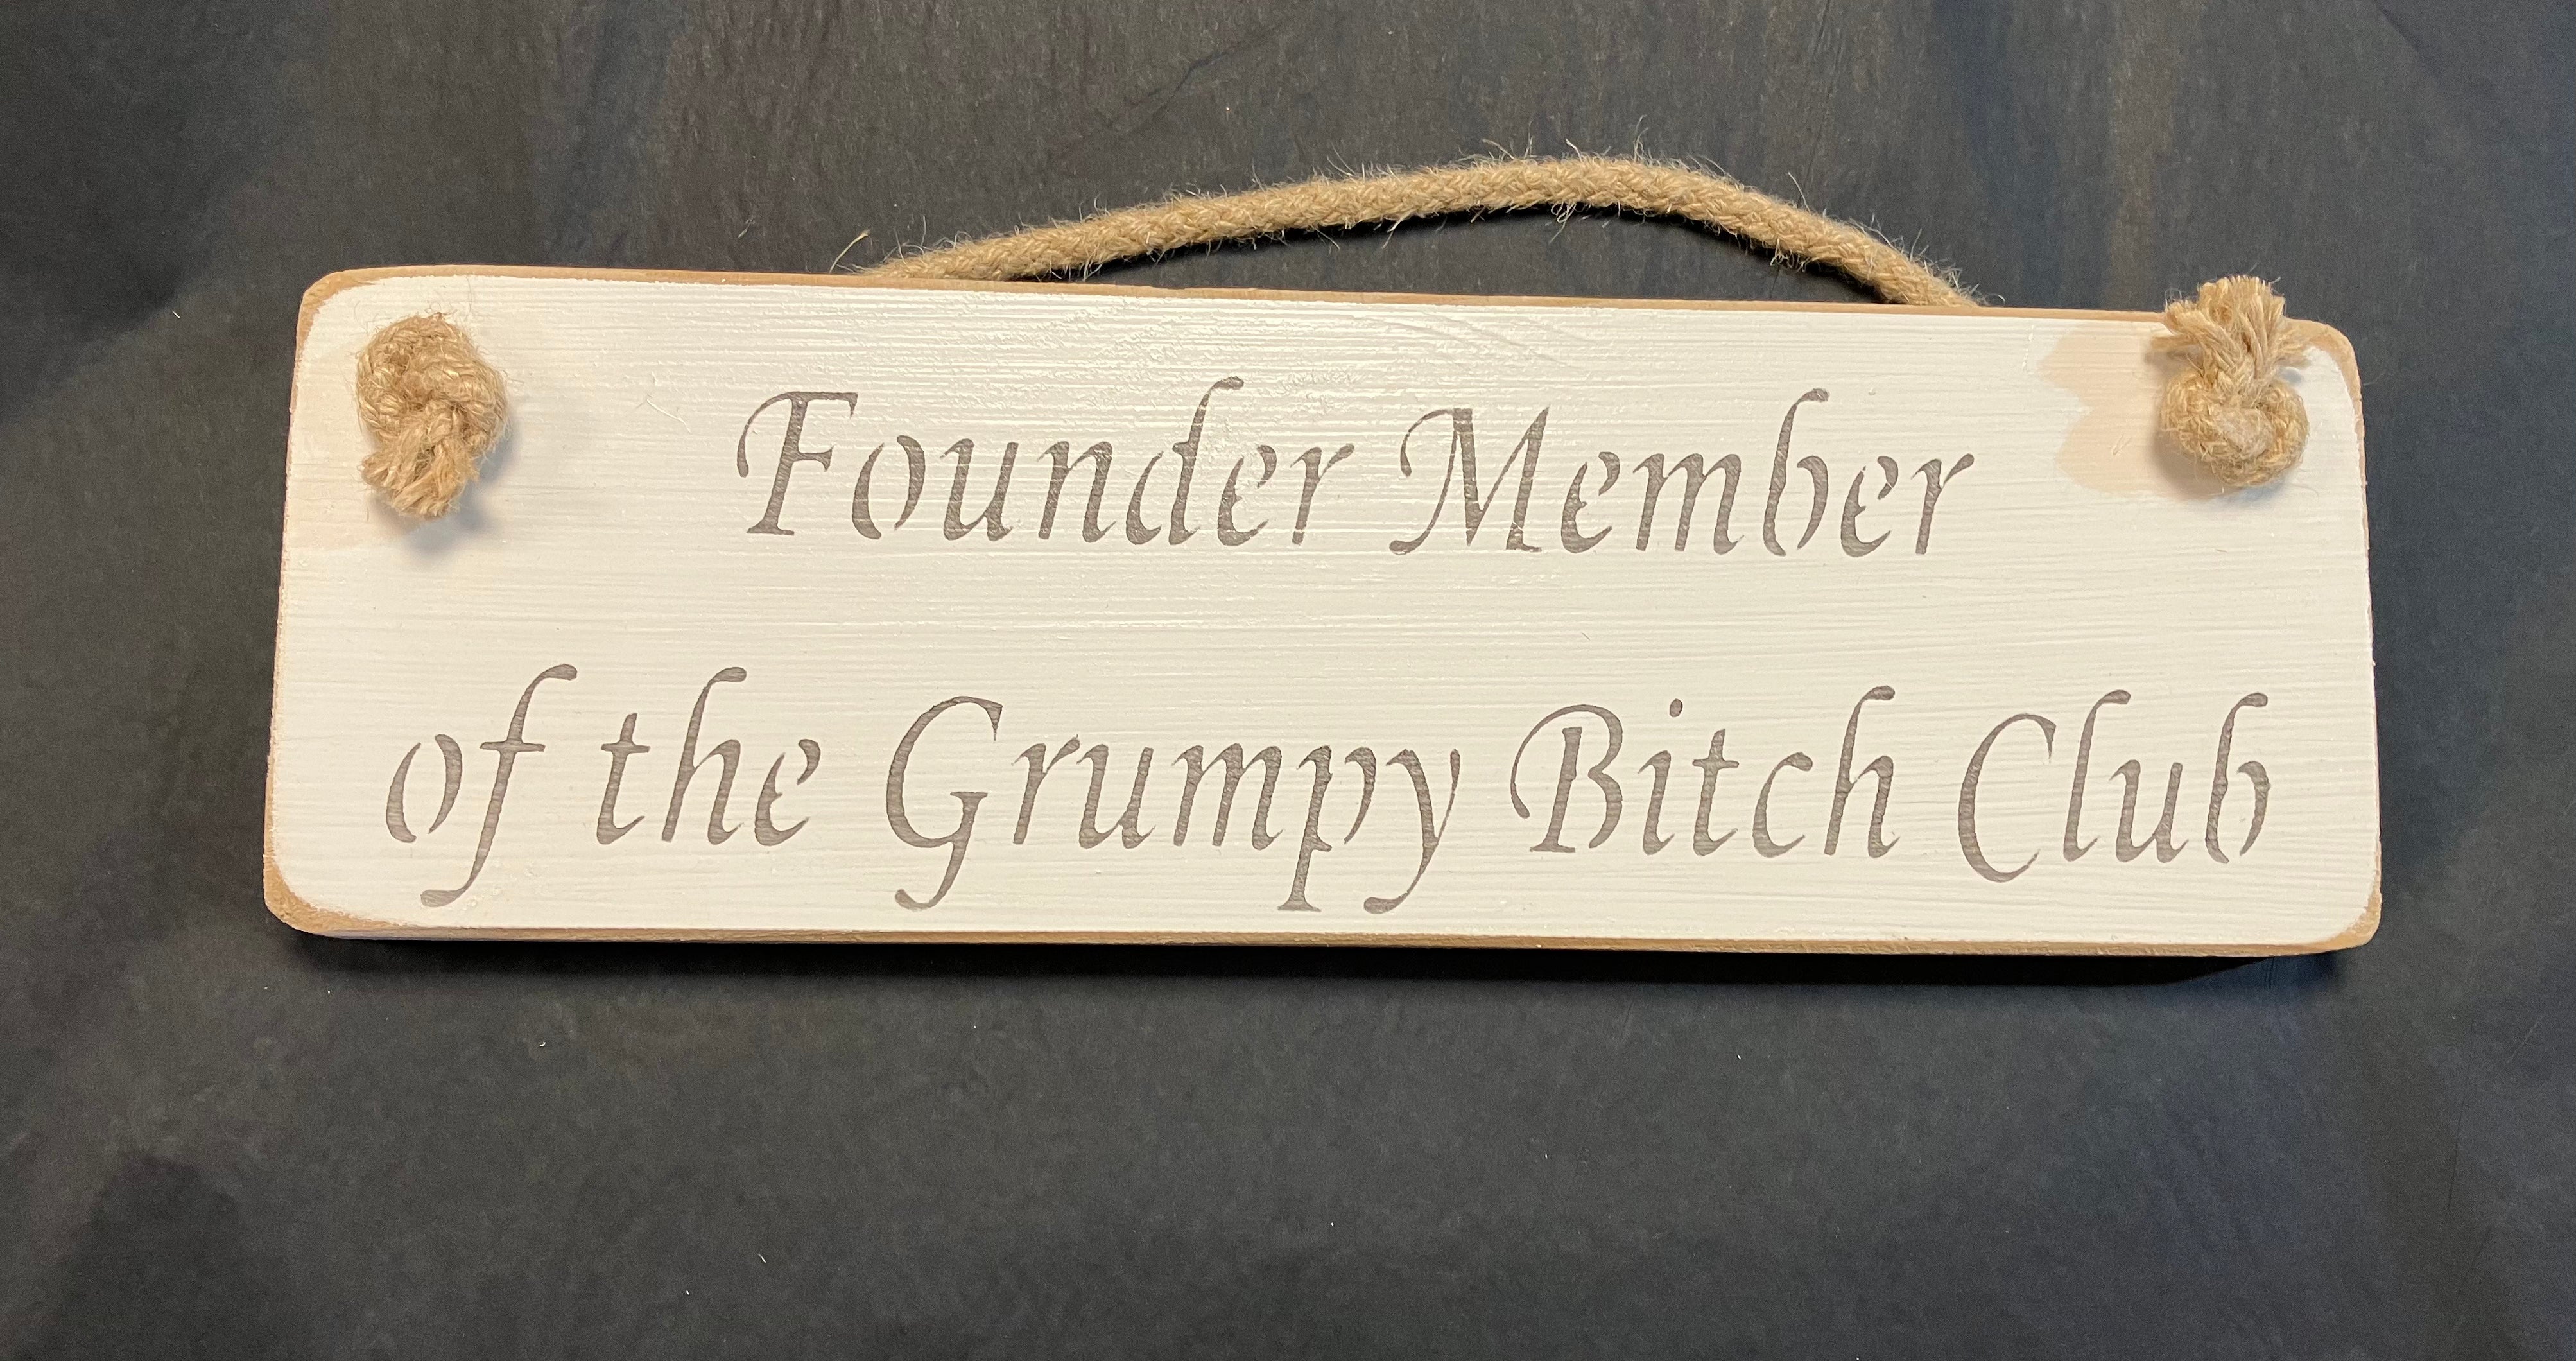 Founder Member
of the Grumpy Bitch Club